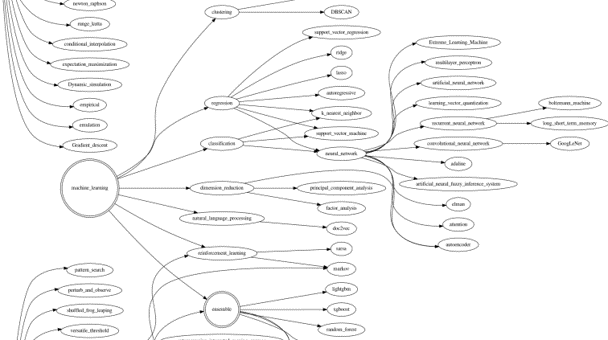 newton_raphson
runge_kutta
conditional_interpolation
expectation_maximization
Dynamic_simulation
empirical
emulation
Gradient_descent
machine_learning
pattern_search
perturb_and_observe
shuffled_frog_leaping
versatile_threshold
clustering
regression
classification
dimension_reduction
natural_language_processing
reinforcement_learning
ensemble
DBSCAN
support_vector_regression
ridge
lasso
autoregressive
k_nearest_neighbor
support_vector_machine
neural_network
principal_component_analysis
factor_analysis
doc2vec
sarsa
markov
lightgbm
xgboost
random_forest
Extreme_Learning_Machine
multilayer_perceptron
artificial_neural_network
learning_vector_quantization
recurrent_neural_network
convolutional_neural_network
adaline
artificial_neural_fuzzy_inference_system
elman
attention
autoencoder
boltzmann_machine
long_short_term_memory
GoogLeNet